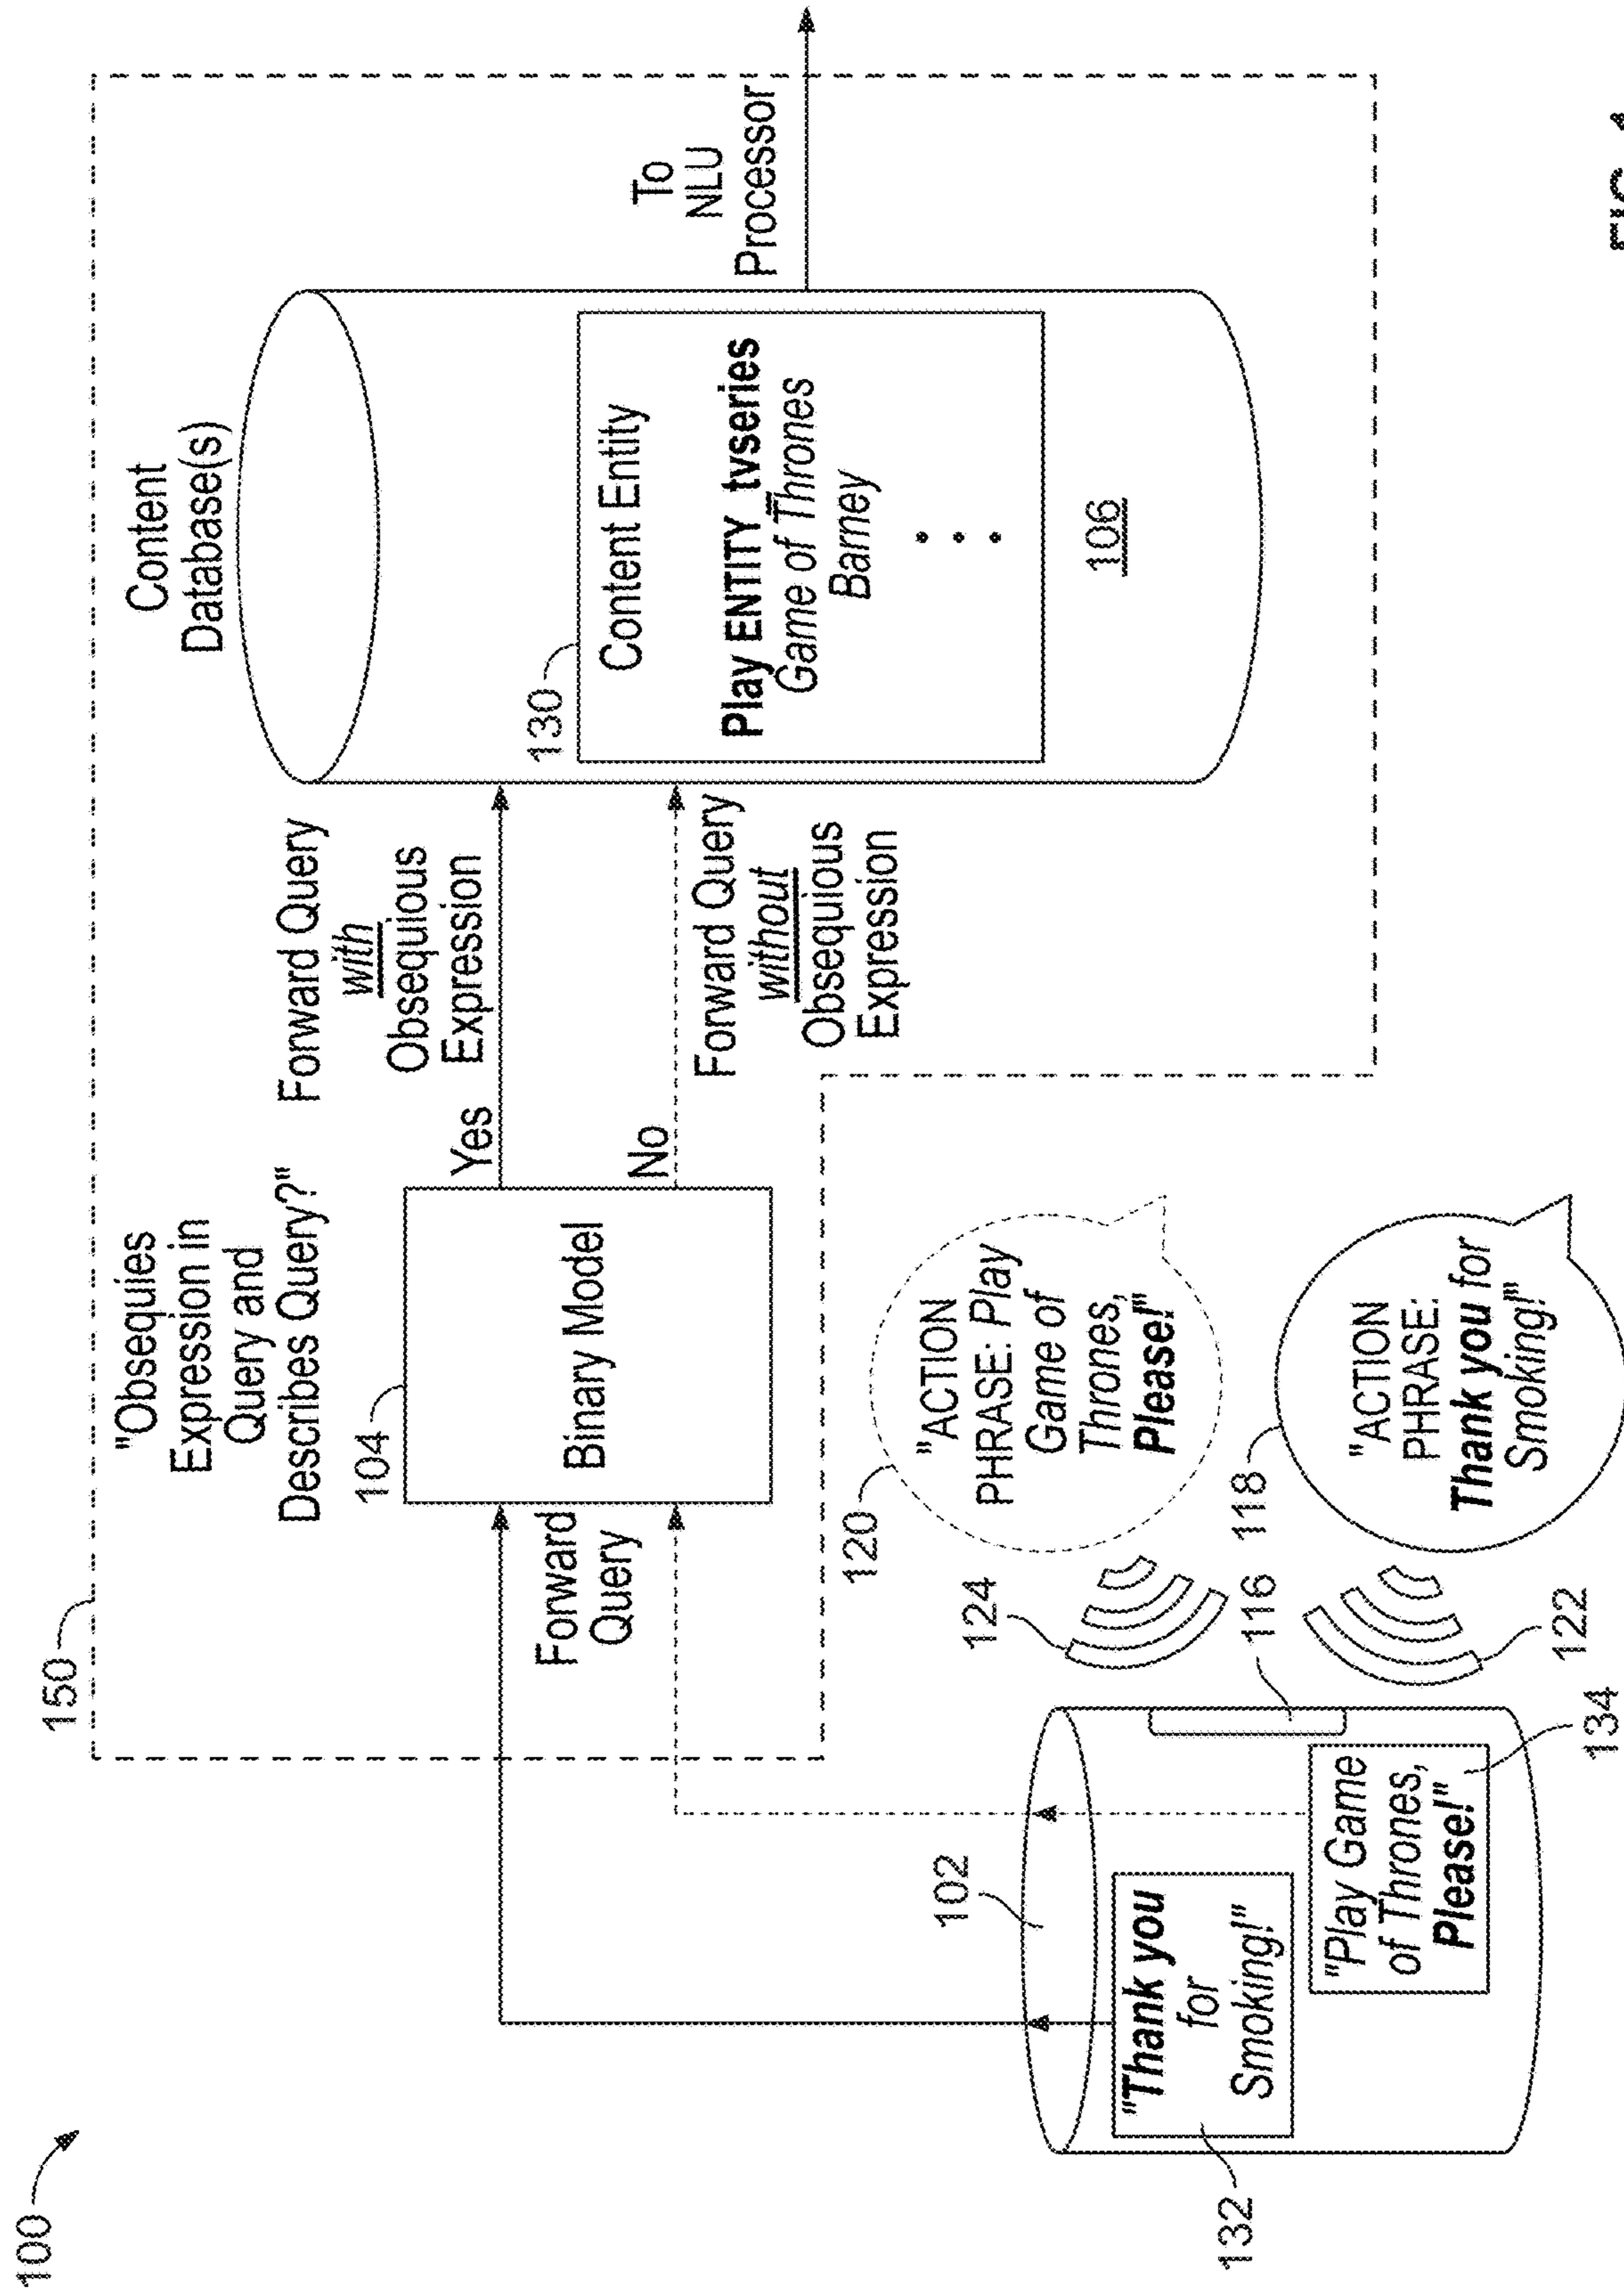 100
150
"Obsequies
Expression in
Query and
Describes Query?"
104
Binary Model
Forward
Query
Yes
No
Forward Query
with
Obsequious
Expression
Forward Query
without
Obsequious
Expression
Content
Database(s)
130
Content Entity
Play ENTITY_tvseries
Game of Thrones
Barney
106
To
NLU
Processor
102
"Thank you
for
Smoking!"
132
"Play Game
of Thrones,
Please!"
134
116
124
122
120
"ACTION
PHRASE: Play
Game of
Thrones,
Please!"
118
"ACTION
PHRASE:
Thank you for
Smoking!"